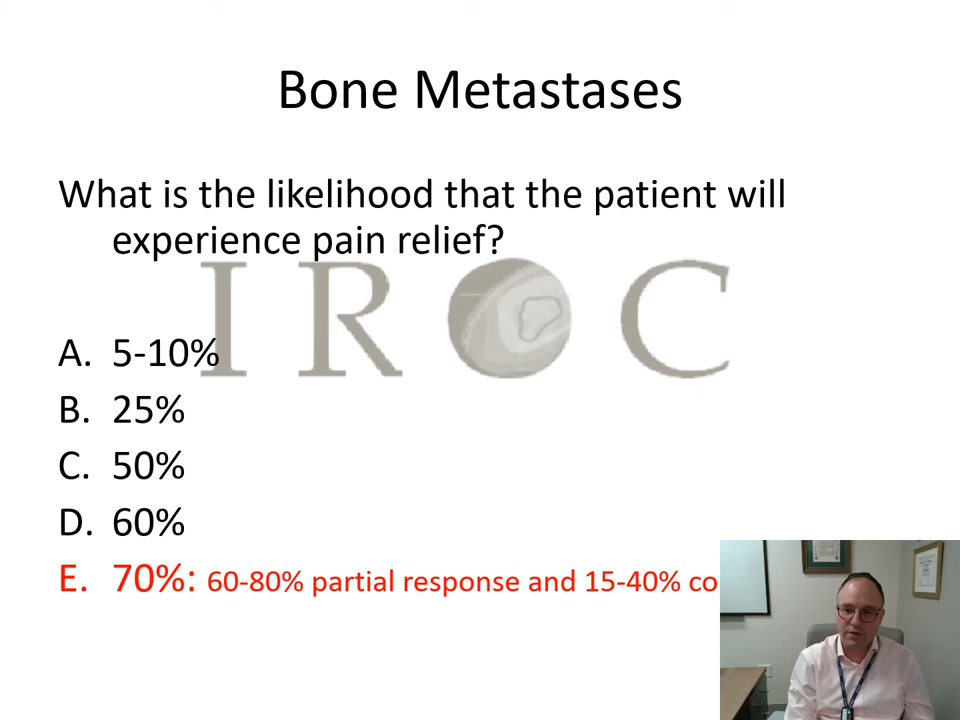 Bone Metastases
What is the likelihood that the patient will
experience pain relief?
IROC
A. 5-10%
B. 25%
C. 50%
D. 60%
E. 70%: 60-80% partial response and 15-40% co